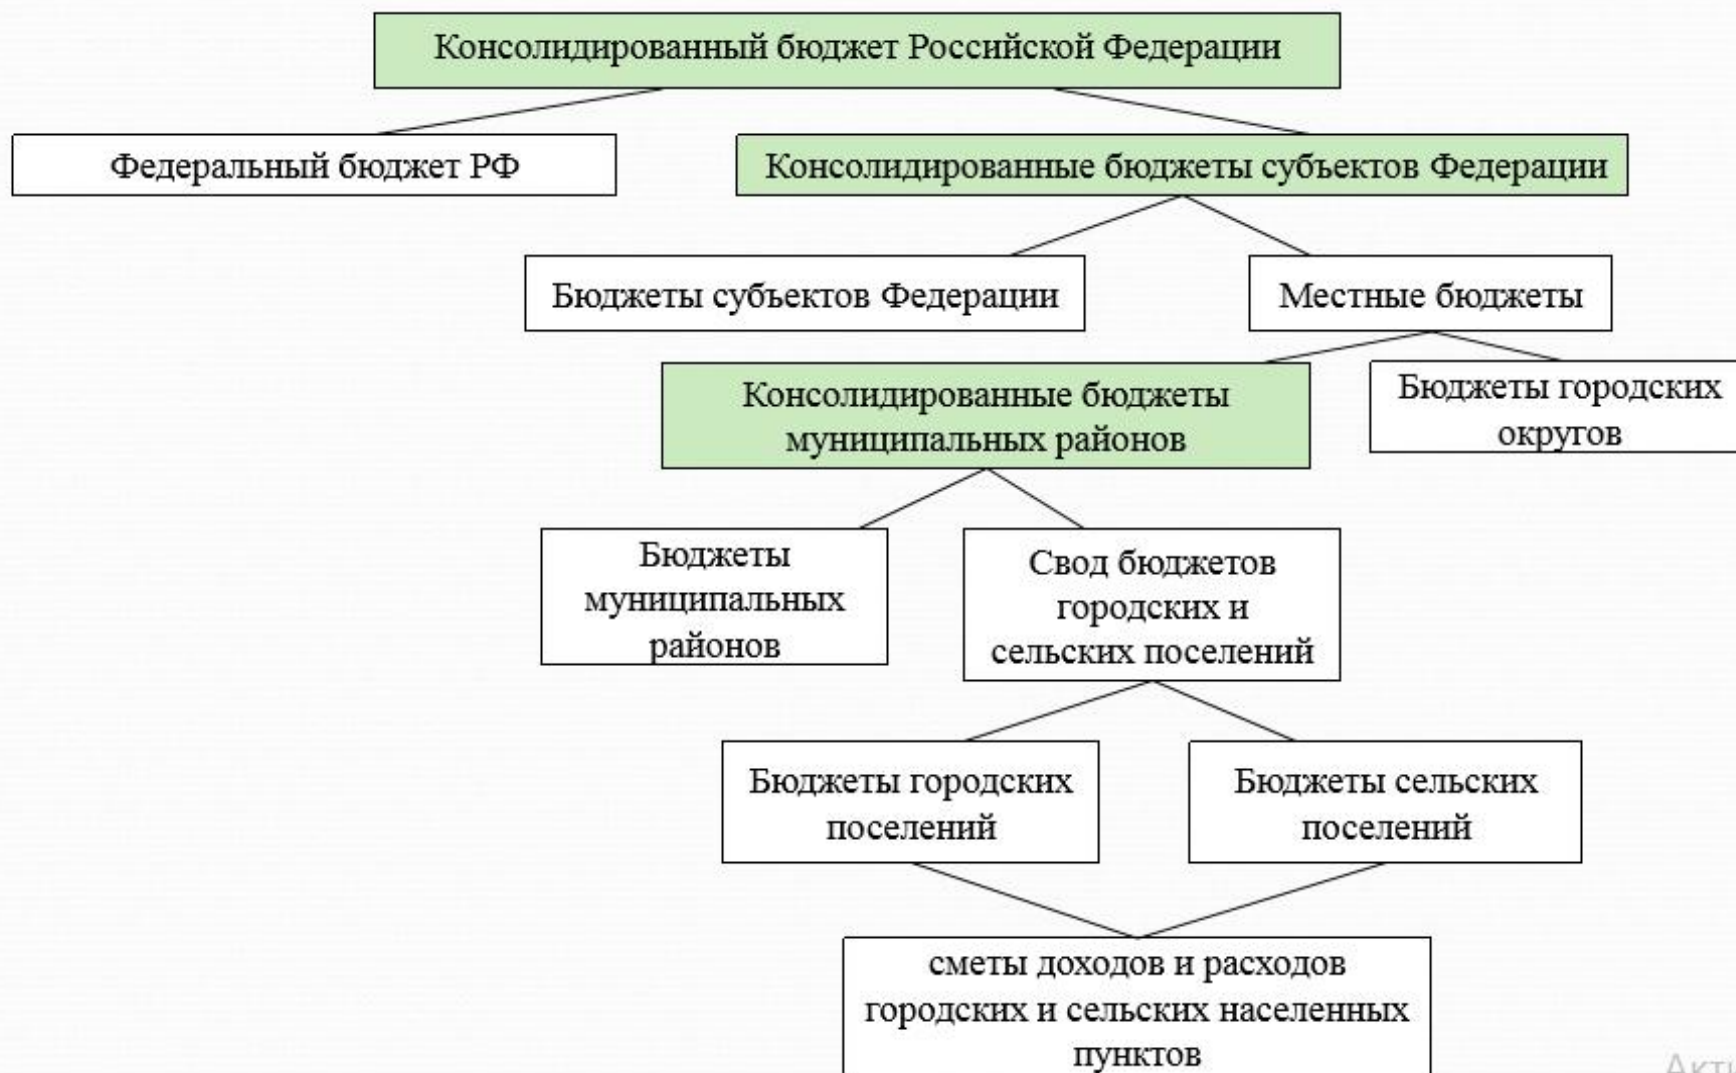 Консолидированный бюджет Российской Федерации
Федеральный бюджет РФ
Консолидированные бюджеты субъектов Федерации
Бюджеты субъектов Федерации
Местные бюджеты
Консолидированные бюджеты
муниципальных районов
Бюджеты городских
округов
Бюджеты
муниципальных
районов
Свод бюджетов
городских и
сельских поселений
Бюджеты городских
поселений
Бюджеты сельских
поселений
сметы доходов и расходов
городских и сельских населенных
пунктов